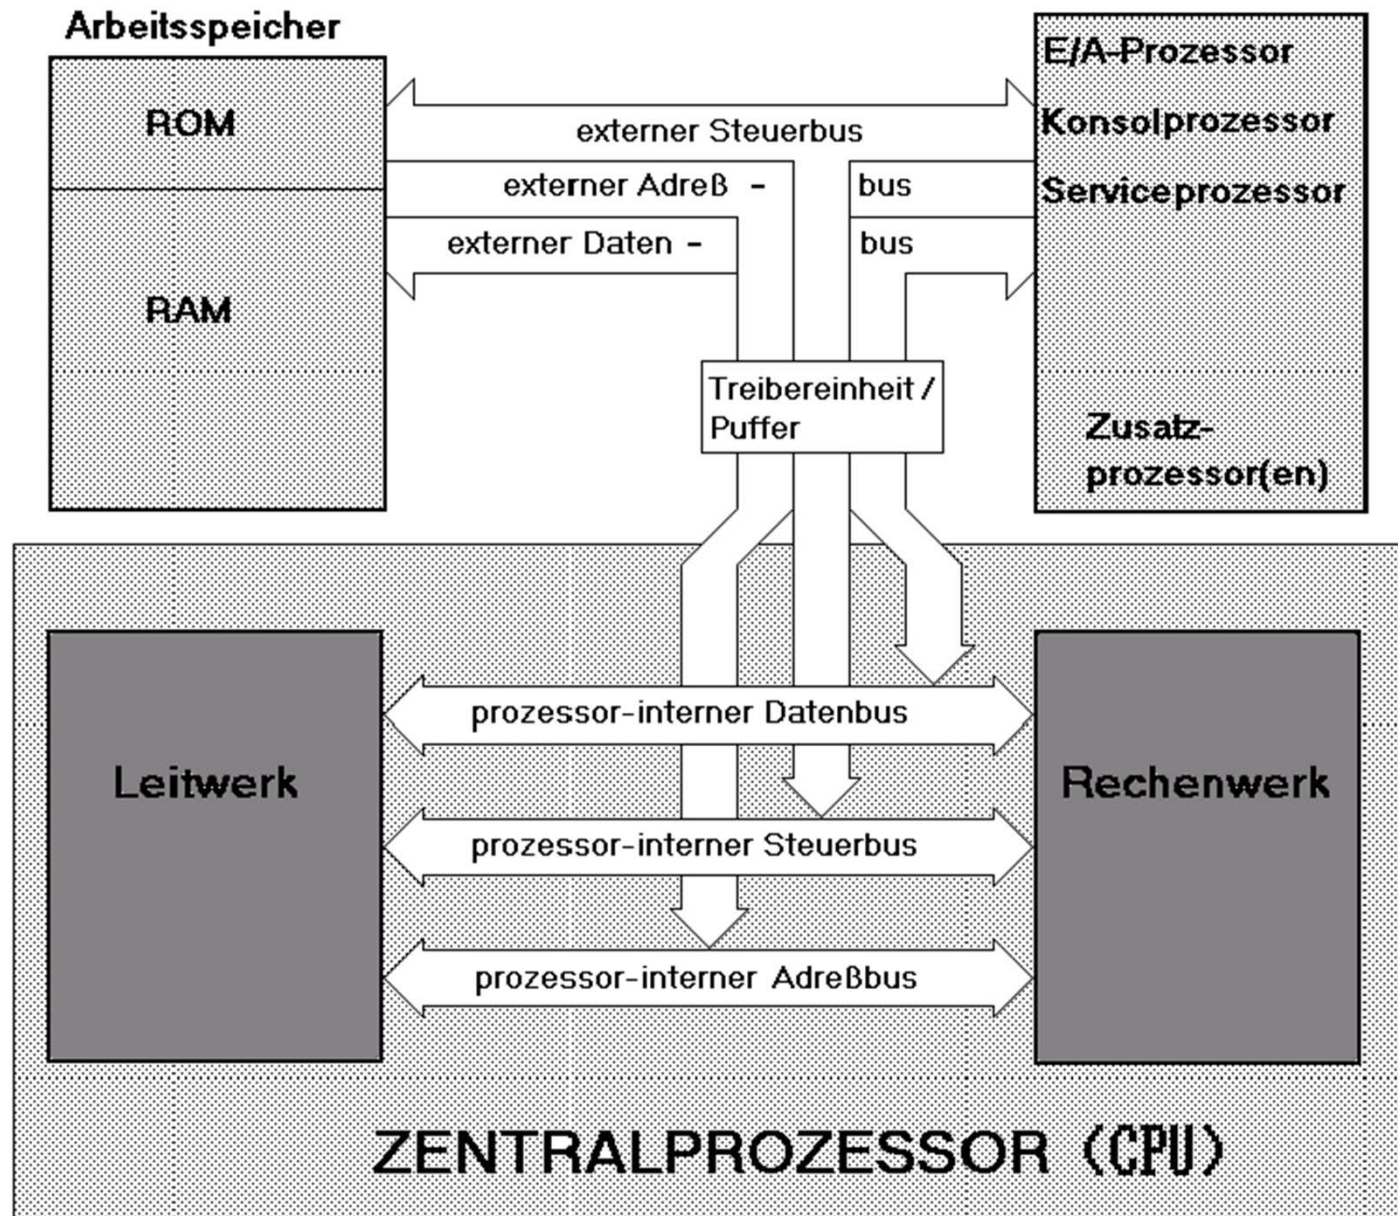 Arbeitsspeicher
ROM
RAM
externer Steuerbus
externer Adreß - bus
externer Daten - bus
E/A-Prozessor
Konsolprozessor
Serviceprozessor
Zusatz-
prozessor(en)
Treibereinheit /
Puffer
Leitwerk
prozessor-interner Datenbus
prozessor-interner Steuerbus
prozessor-interner Adreßbus
Rechenwerk
ZENTRALPROZESSOR (CPU)